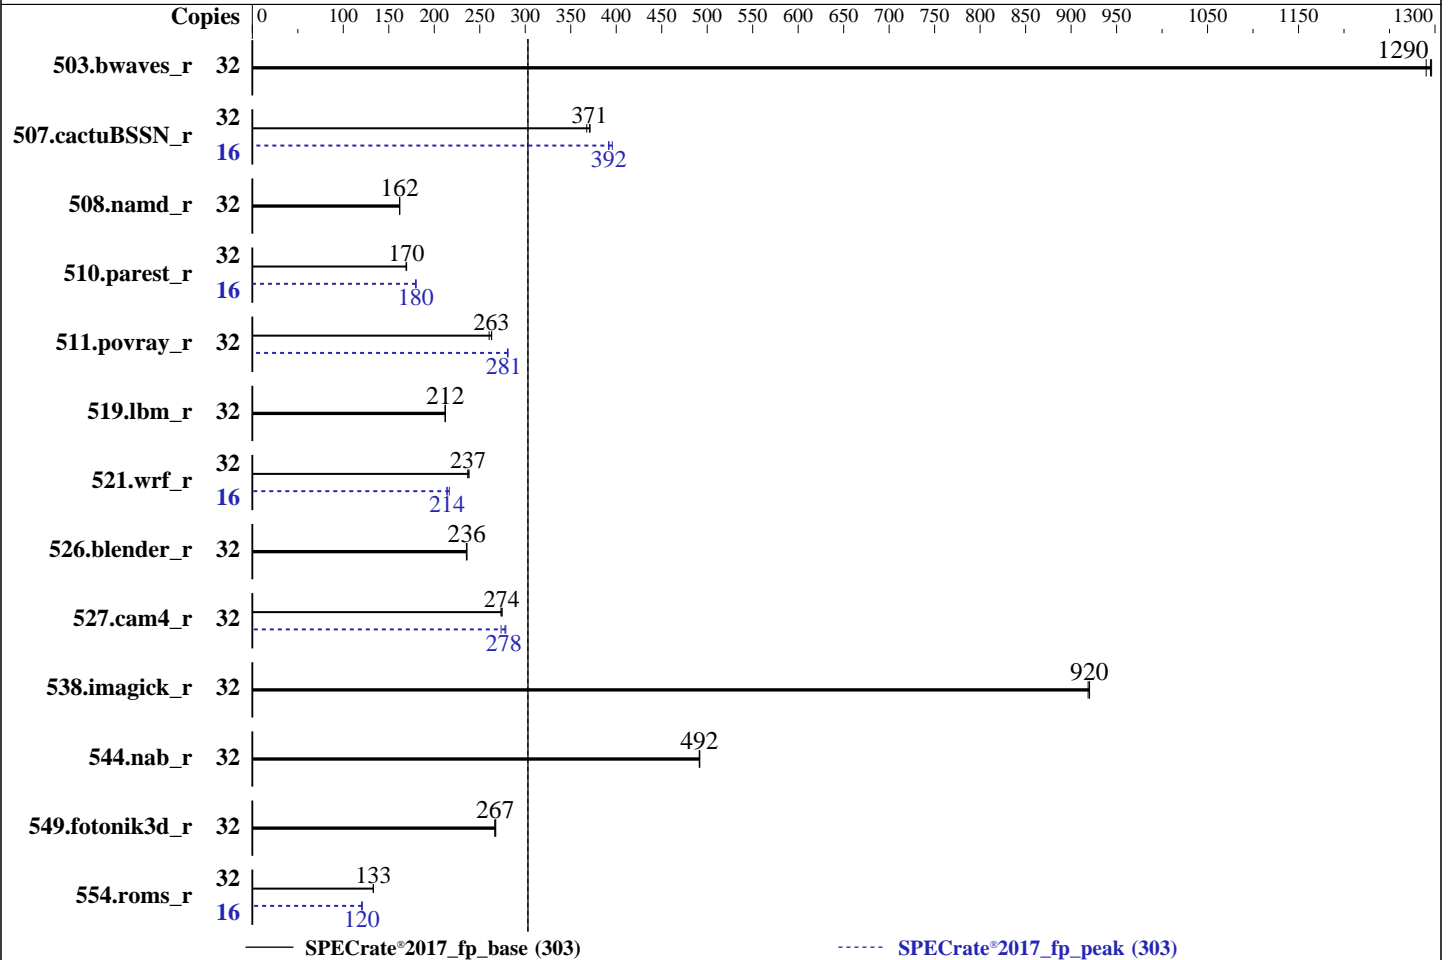 Copies 0 100 150 200 250 300 350 400 450 500 550 600 650 700 750 800 850 900 950 1050 1150 1300
503.bwaves_r 32 1290
507.cactuBSSN_r 32 371
16 392
508.namd_r 32 162
510.parest_r 32 170
16 180
511.povray_r 32 263
281
519.lbm_r 32 212
521.wrf_r 32 237
16 214
526.blender_r 32 236
527.cam4_r 32 274
278
538.imagick_r 32 920
544.nab_r 32 492
549.fotonik3d_r 32 267
554.roms_r 32 133
16 120
SPECrate®2017_fp_base (303) SPECrate®2017_fp_peak (303)